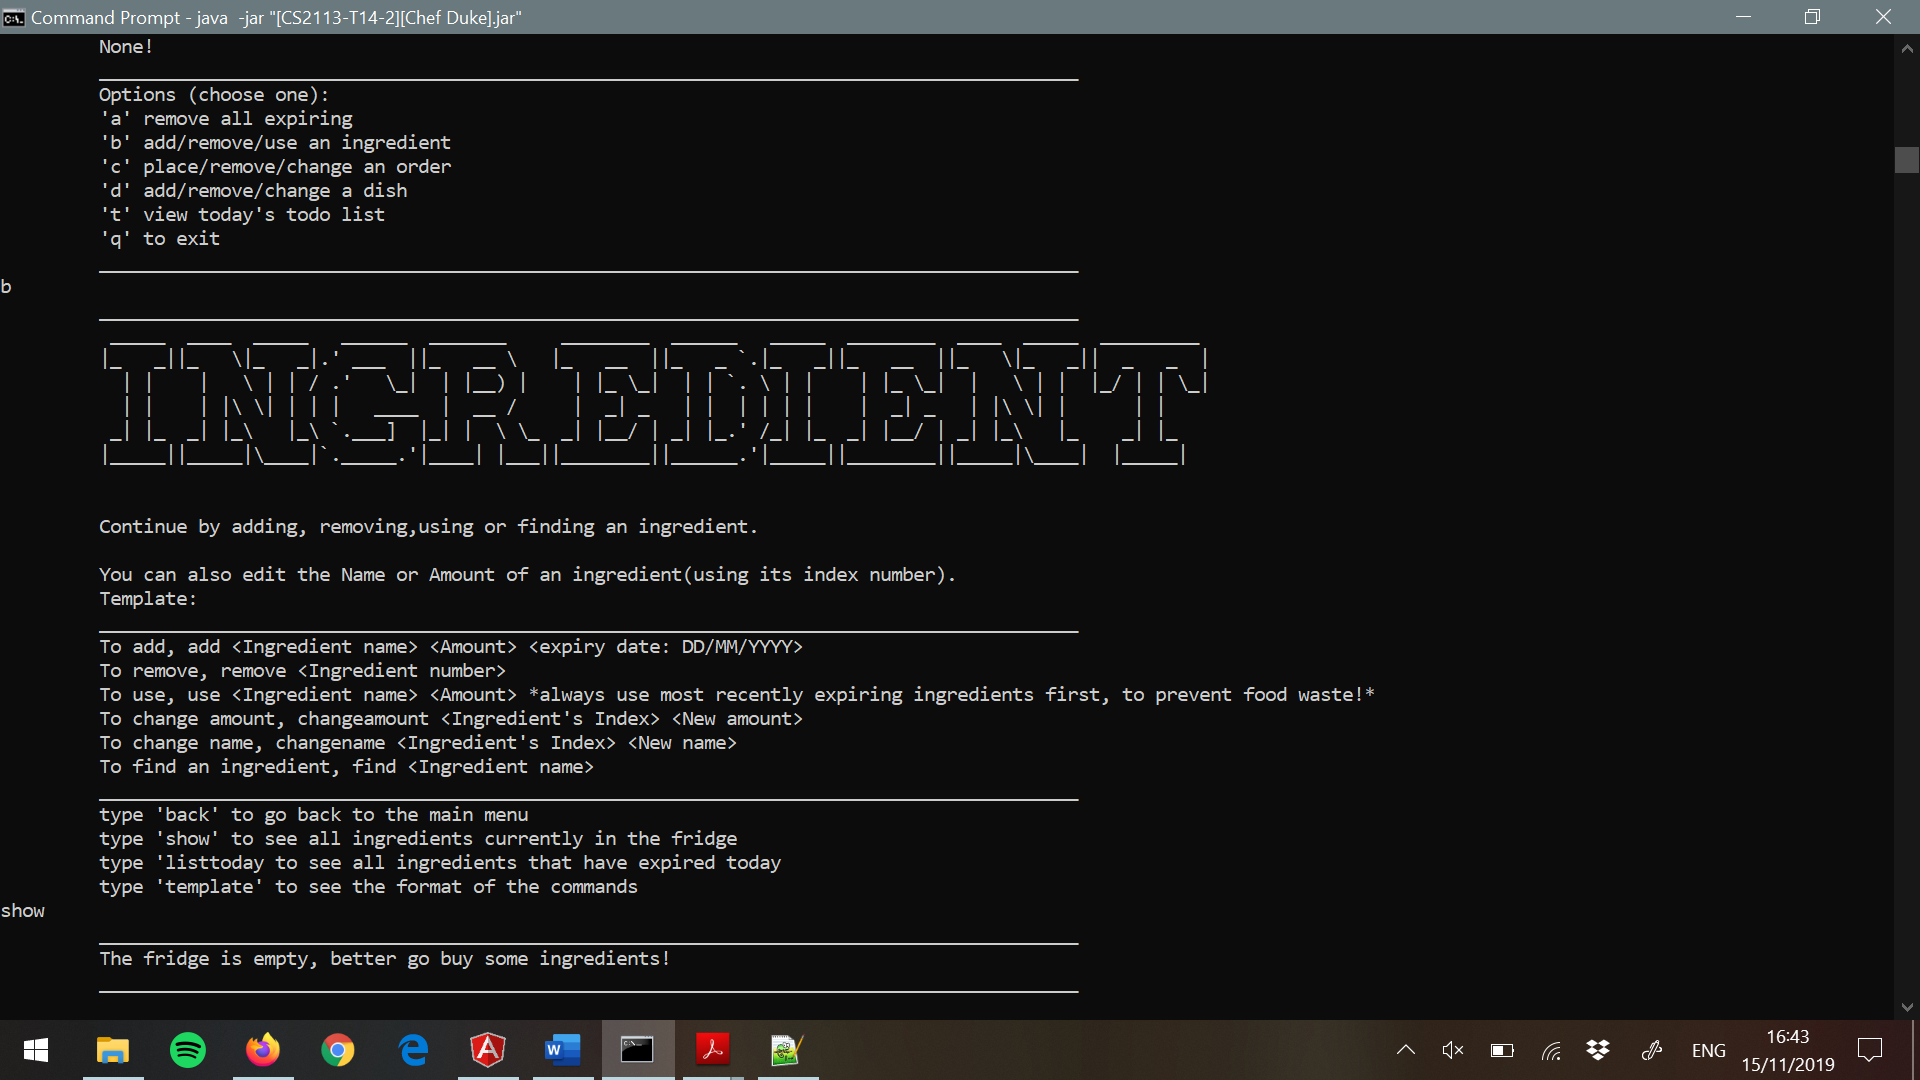 Command Prompt - java  -jar "[CS2113-T14-2][Chef Duke].jar"
None!
Options (choose one):
'a' remove all expiring
'b' add/remove/use an ingredient
'c' place/remove/change an order
'd' add/remove/change a dish
't' view today's todo list
'q' to exit
b
INGREDIENT
Continue by adding, removing,using or finding an ingredient.
You can also edit the Name or Amount of an ingredient(using its index number).
Template:
To add, add <Ingredient name> <Amount> <expiry date: DD/MM/YYYY>
To remove, remove <Ingredient number>
To use, use <Ingredient name> <Amount> *always use most recently expiring ingredients first, to prevent food waste!*
To change amount, changeamount <Ingredient's Index> <New amount>
To change name, changename <Ingredient's Index> <New name>
To find an ingredient, find <Ingredient name>
type 'back' to go back to the main menu
type 'show' to see all ingredients currently in the fridge
type 'listtoday to see all ingredients that have expired today
type 'template' to see the format of the commands
show
The fridge is empty, better go buy some ingredients!
ENG
16:43
15/11/2019